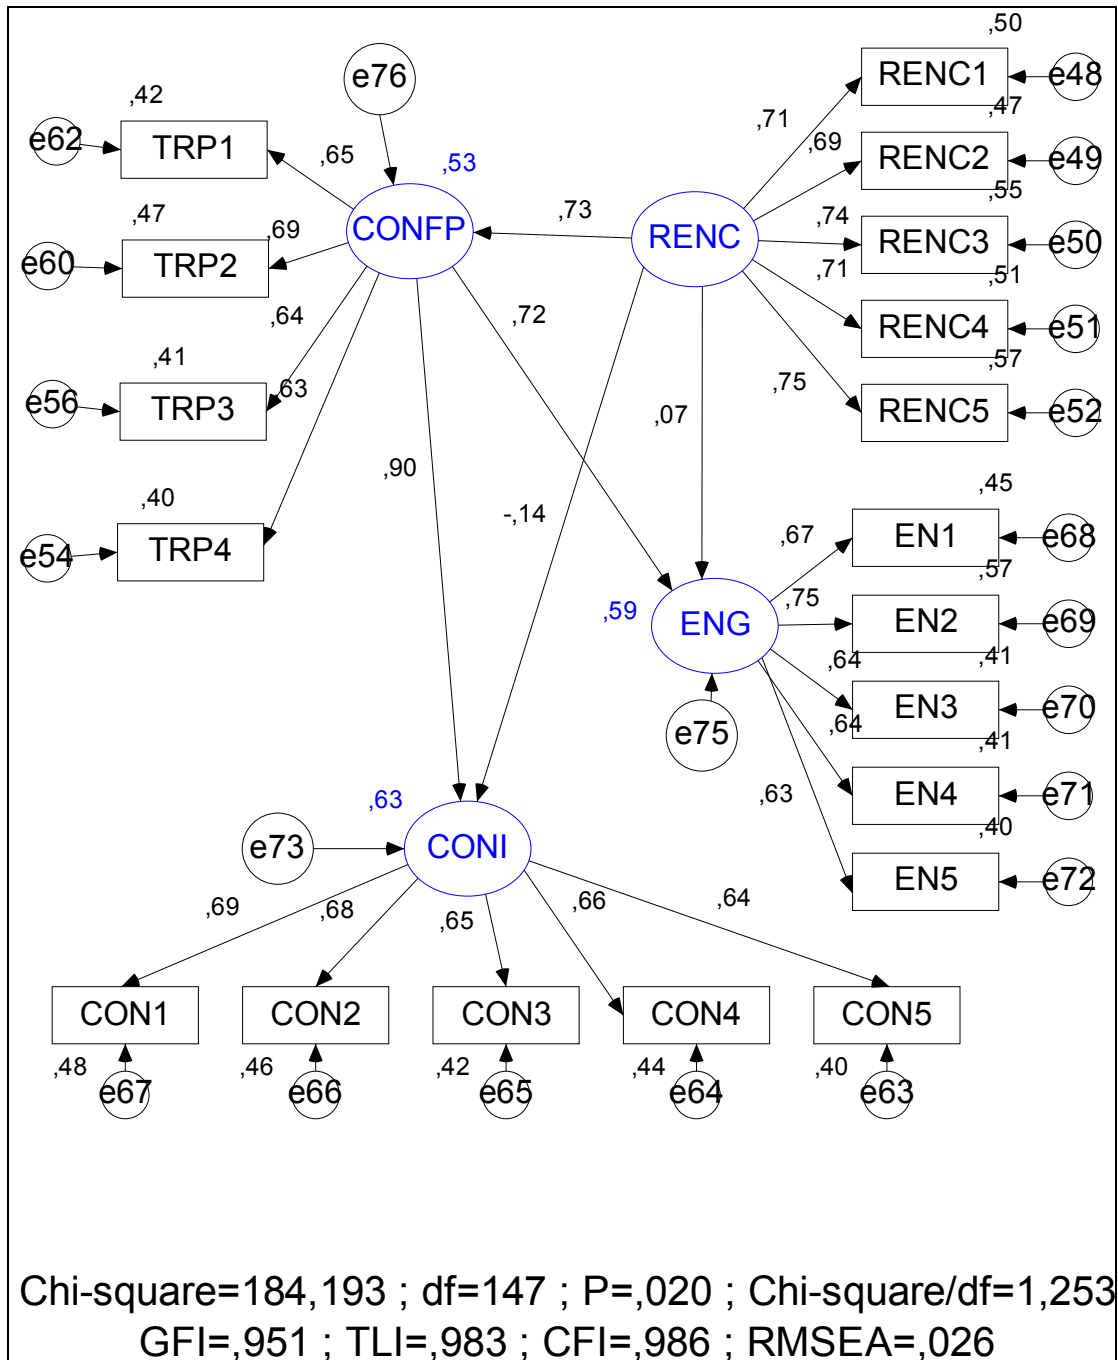 ,50
e76
RENC1
e48
,42
,47
,71
e62
TRP1
,69
RENC2
e49
,65
,53
,55
,47
,73
,74
RENC3
e50
CONFP
RENC
,69
e60
TRP2
,71
,51
,64
,72
RENC4
e51
,41
,57
,63
,75
e56
TRP3
RENC5
e52
,07
,90
,45
,40
-,14
,67
EN1
e68
e54
TRP4
,57
,75
,59
ENG
EN2
e69
,64
,41
EN3
e70
,64
e75
,41
,63
EN4
e71
,63
,40
e73
CONI
EN5
e72
,69
,68
,65
,66
,64
CON1
CON2
CON3
CON4
CON5
,48
e67
,46
e66
,42
e65
,44
e64
,40
e63
Chi-square=184,193 ; df=147 ; P=,020 ; Chi-square/df=1,253
GFI=,951 ; TLI=,983 ; CFI=,986 ; RMSEA=,026